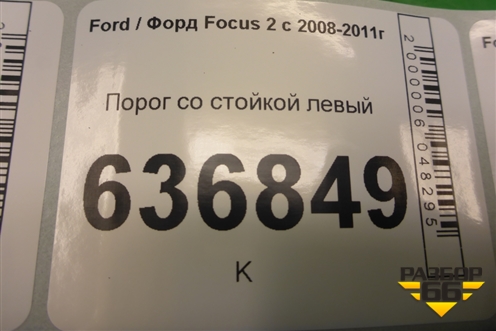 Ford / Форд Focus 2 с 2008-2011г
Порог со стойкой левый
636849
К
2000006048295
РАЗБОР
66